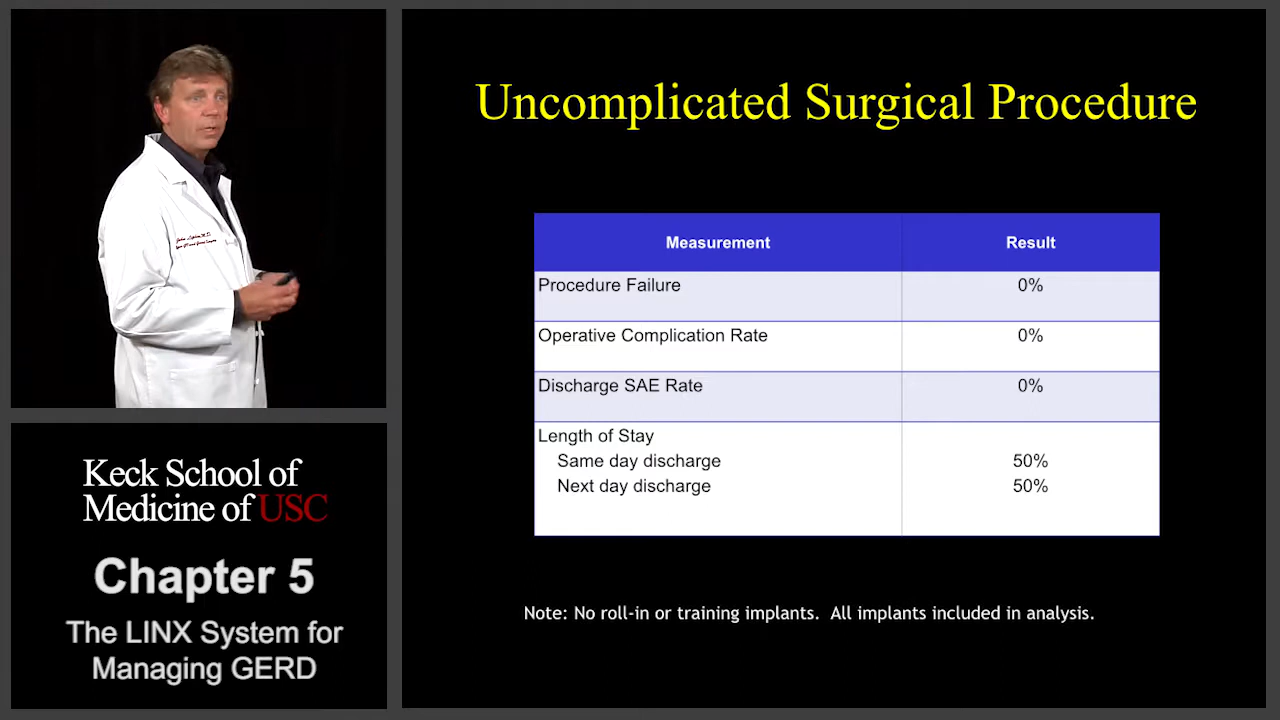 Uncomplicated Surgical Procedure
Measurement Result
Procedure Failure 0%
Operative Complication Rate 0%
Discharge SAE Rate 0%
Length of Stay
Same day discharge 50%
Next day discharge 50%
Note: No roll-in or training implants. All implants included in analysis.
Keck School of
Medicine of USC
Chapter 5
The LINX System for
Managing GERD